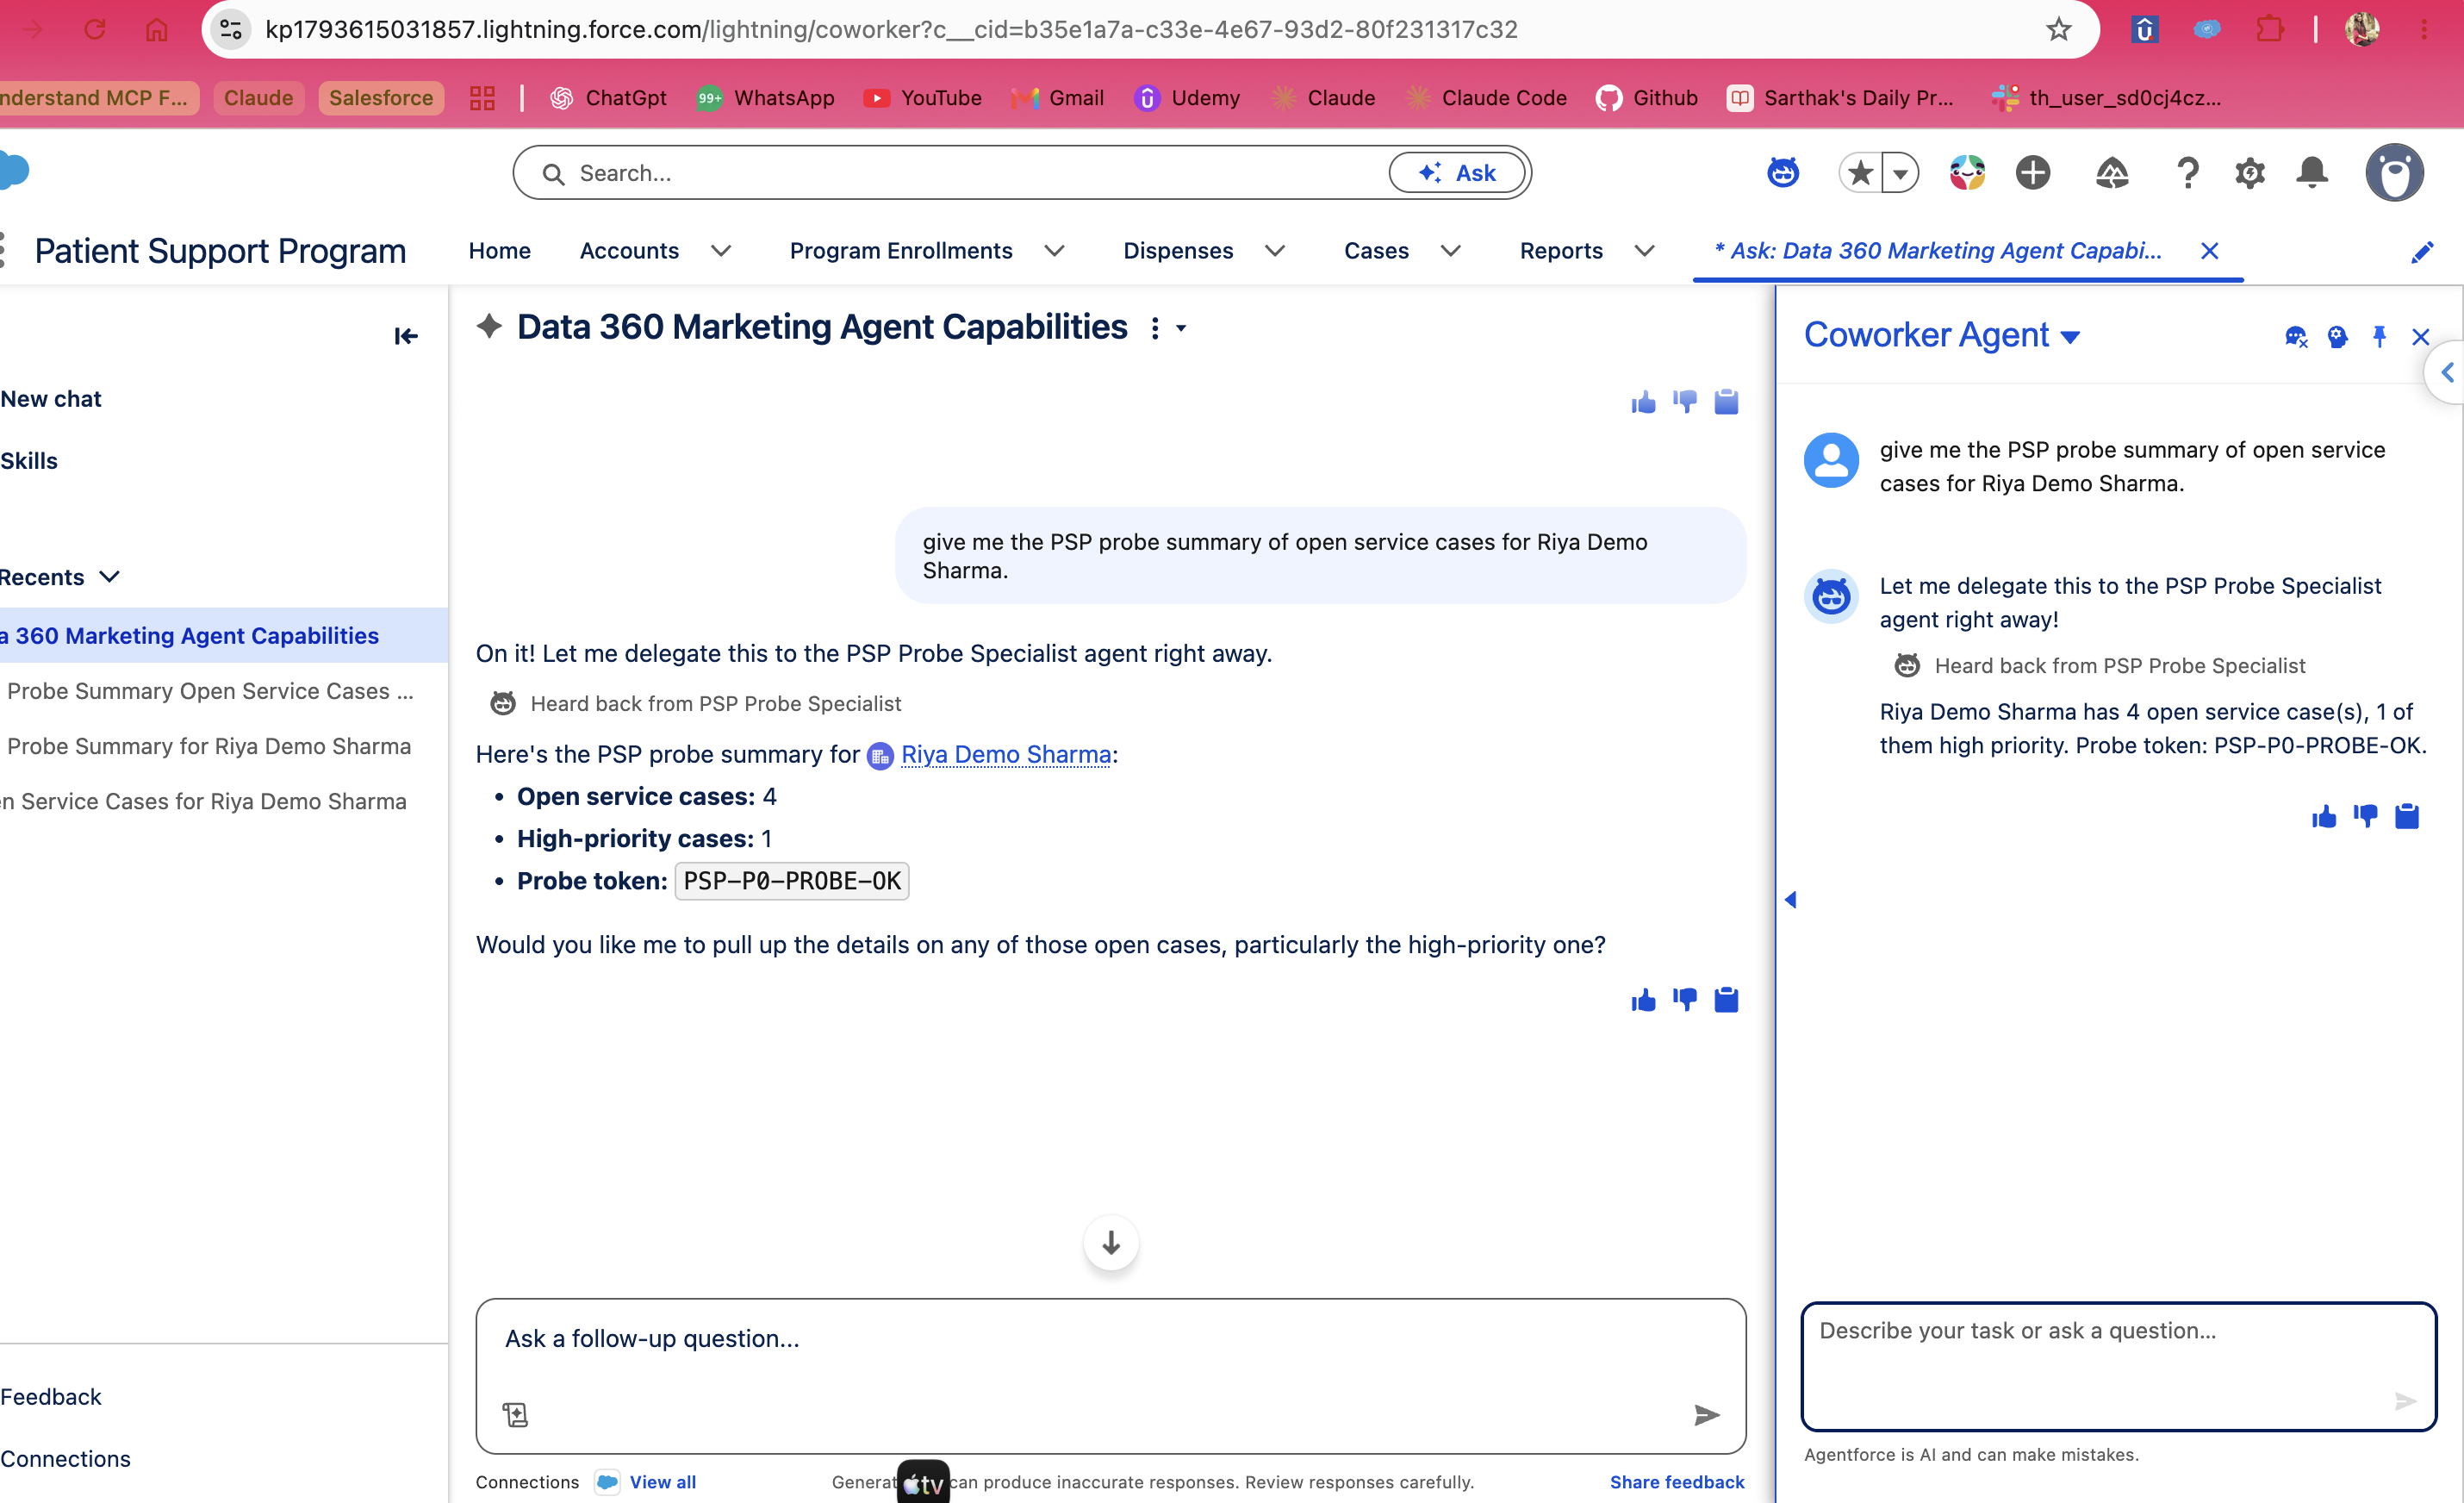 kp1793615031857.lightning.force.com/lightning/coworker?c__cid=b35e1a7a-c33e-4e67-93d2-80f231317c32
nderstand MCP F... Claude Salesforce ChatGpt 99+ WhatsApp YouTube Gmail Udemy Claude Claude Code Github Sarthak's Daily Pr... th_user_sd0cj4cz...
Search... Ask
Patient Support Program Home Accounts Program Enrollments Dispenses Cases Reports * Ask: Data 360 Marketing Agent Capabi...
New chat
Skills
Recents
a 360 Marketing Agent Capabilities
Probe Summary Open Service Cases ...
Probe Summary for Riya Demo Sharma
n Service Cases for Riya Demo Sharma
Feedback
Connections
Data 360 Marketing Agent Capabilities
give me the PSP probe summary of open service cases for Riya Demo
Sharma.
On it! Let me delegate this to the PSP Probe Specialist agent right away.
Heard back from PSP Probe Specialist
Here's the PSP probe summary for Riya Demo Sharma:
• Open service cases: 4
• High-priority cases: 1
• Probe token: PSP-P0-PROBE-OK
Would you like me to pull up the details on any of those open cases, particularly the high-priority one?
Ask a follow-up question...
Connections View all Generat can produce inaccurate responses. Review responses carefully. Share feedback
tv
Coworker Agent
give me the PSP probe summary of open service
cases for Riya Demo Sharma.
Let me delegate this to the PSP Probe Specialist
agent right away!
Heard back from PSP Probe Specialist
Riya Demo Sharma has 4 open service case(s), 1 of
them high priority. Probe token: PSP-P0-PROBE-OK.
Describe your task or ask a question...
Agentforce is AI and can make mistakes.